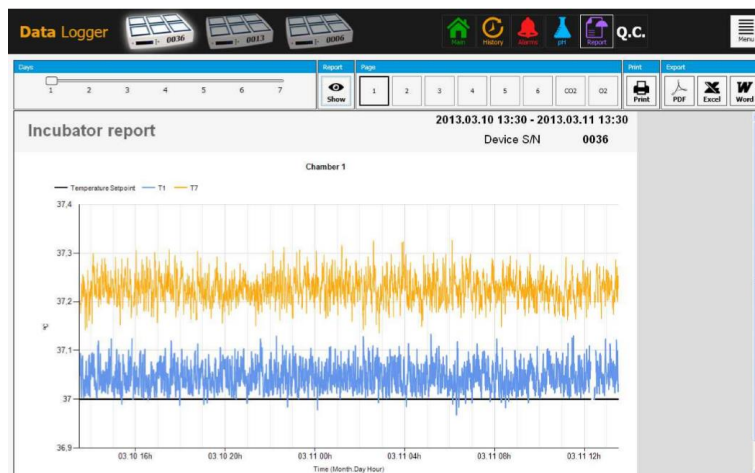 Data Logger
0036
0013
0006
Main
History
Alarms
pH
Report
Q.C.
Menu
Days
Report
Page
Print
Export
1 2 3 4 5 6 7
Show
1 2 3 4 5 6 CO2 O2
Print
PDF
Excel
Word
Incubator report
2013.03.10 13:30 - 2013.03.11 13:30
Device S/N 0036
Chamber 1
Temperature Setpoint T1 T7
37,4
37,3
37,2
°C
37,1
37
36,9
03.10 16h 03.10 20h 03.11 00h 03.11 04h 03.11 08h 03.11 12h
Time (Month.Day Hour)